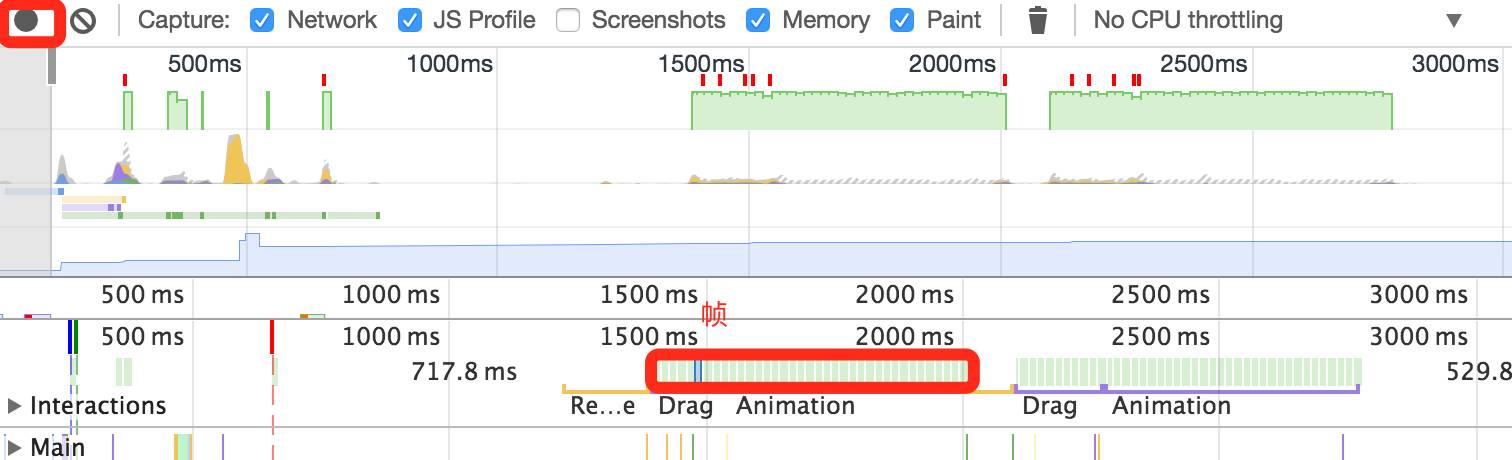 Capture: Network JS Profile Screenshots Memory Paint No CPU throttling
500ms 1000ms 1500ms 2000ms 2500ms 3000ms
500 ms 1000 ms 1500 ms 2000 ms 2500 ms 3000 ms
帧
500 ms 1000 ms 1500 ms 2000 ms 2500 ms 3000 ms
717.8 ms 529.8
Interactions Re...e Drag Animation Drag Animation
Main